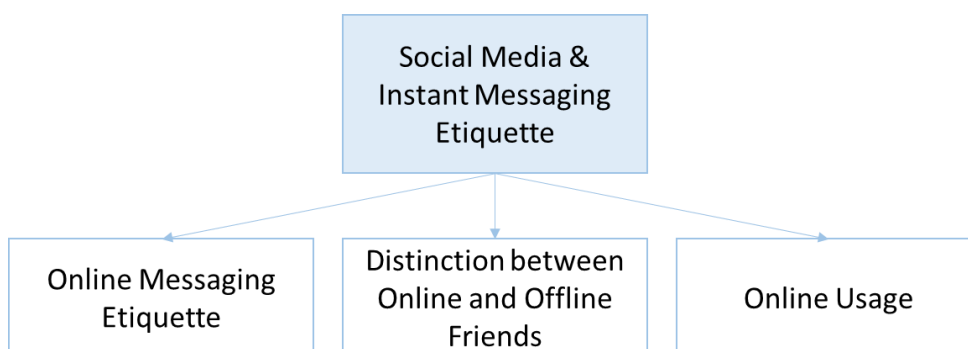 Social Media &
Instant Messaging
Etiquette
Online Messaging
Etiquette
Distinction between
Online and Offline
Friends
Online Usage